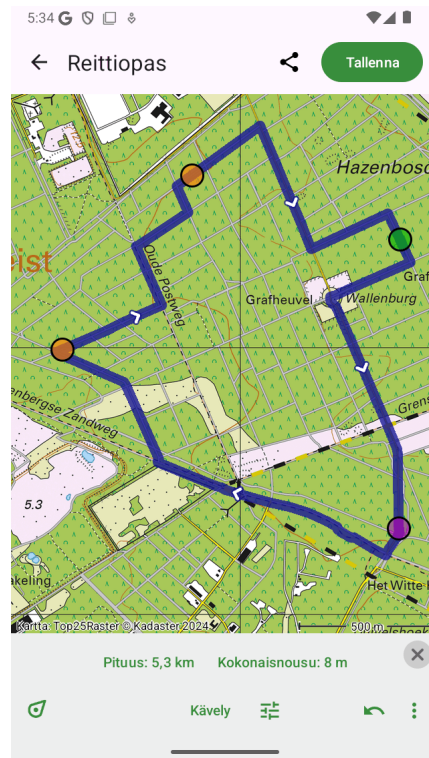 5:34
Reittiopas
Tallenna
Hazenbosc
eist
Oude Postweg
Graf
Grafheuvel
Wallenburg
enbergse Zandweg
Grens
5.3
akeling
Het Witte
Kartta: Top25Raster © Kadaster 2024
500 m
Pituus: 5,3 km Kokonaisnousu: 8 m
Kävely